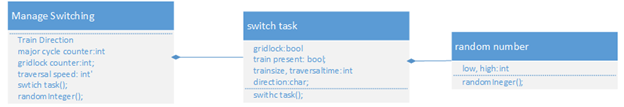 Manage Switching
Train Direction
major cycle counter:int
gridlock counter:int;
traversal speed: int'
swtich task();
randomInteger();
switch task
gridlock:bool
train present: bool;
trainsize, traversaltime:int
direction:char;
swithc task();
random number
low, high:int
randomIneger();